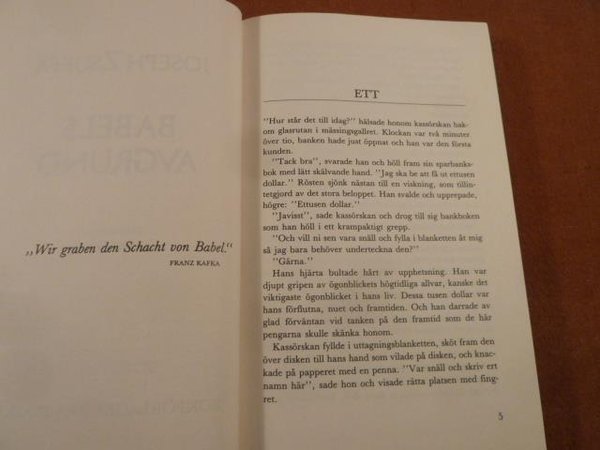 „Wir graben den Schacht von Babel.“
FRANZ KAFKA
ETT
"Hur står det till idag?" hälsade honom kassörskan bak-
om glasrutan i mässingsgallret. Klockan var två minuter
över tio, banken hade just öppnat och han var den första
kunden.
"Tack bra", svarade han och höll fram sin sparbanks-
bok med lätt skälvande hand. "Jag ska be att få ut ettusen
dollar." Rösten sjönk nästan till en viskning, som tillin-
tetgjord av det stora beloppet. Han svalde och upprepade,
högre: "Ettusen dollar."
"Javisst", sade kassörskan och drog till sig bankboken
som han höll i ett krampaktigt grepp.
"Och vill ni sen vara snäll och fylla i blanketten åt mig
så jag bara behöver underteckna den?"
"Gärna."
Hans hjärta bultade hårt av upphetsning. Han var
djupt gripen av ögonblickets högtidliga allvar, kanske det
viktigaste ögonblicket i hans liv. Desta tusen dollar var
hans förflutna, nuet och framtiden. Och han darrade av
glad förväntan vid tanken på den framtid som de här
pengarna skulle skänka honom.
Kassörskan fyllde i uttagningsblanketten, sköt fram den
över disken till hans hand som vilade på disken, och knac-
kade på papperet med en penna. "Var snäll och skriv ert
namn här", sade hon och visade rätta platsen med fing-
ret.
5